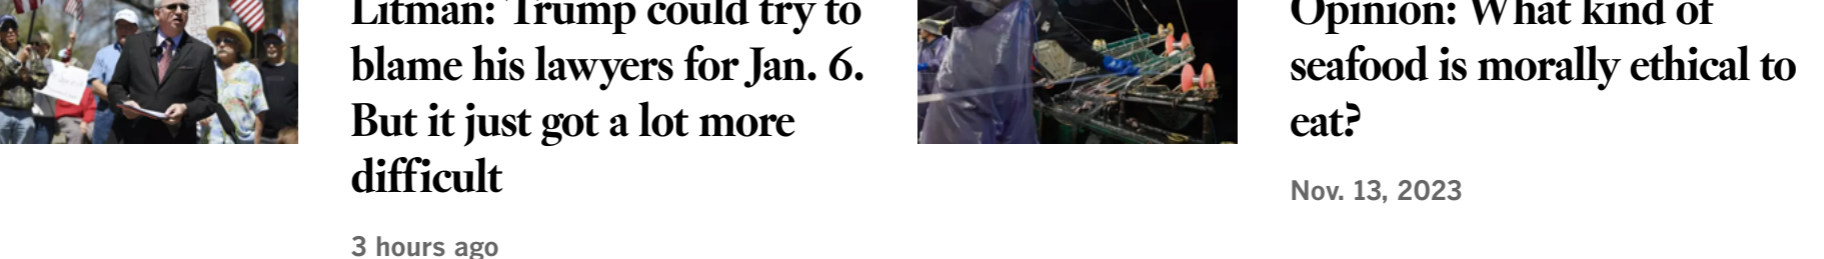 Litman: Trump could try to
blame his lawyers for Jan. 6.
But it just got a lot more
difficult
3 hours ago
Opinion: What kind of
seafood is morally ethical to
eat?
Nov. 13, 2023